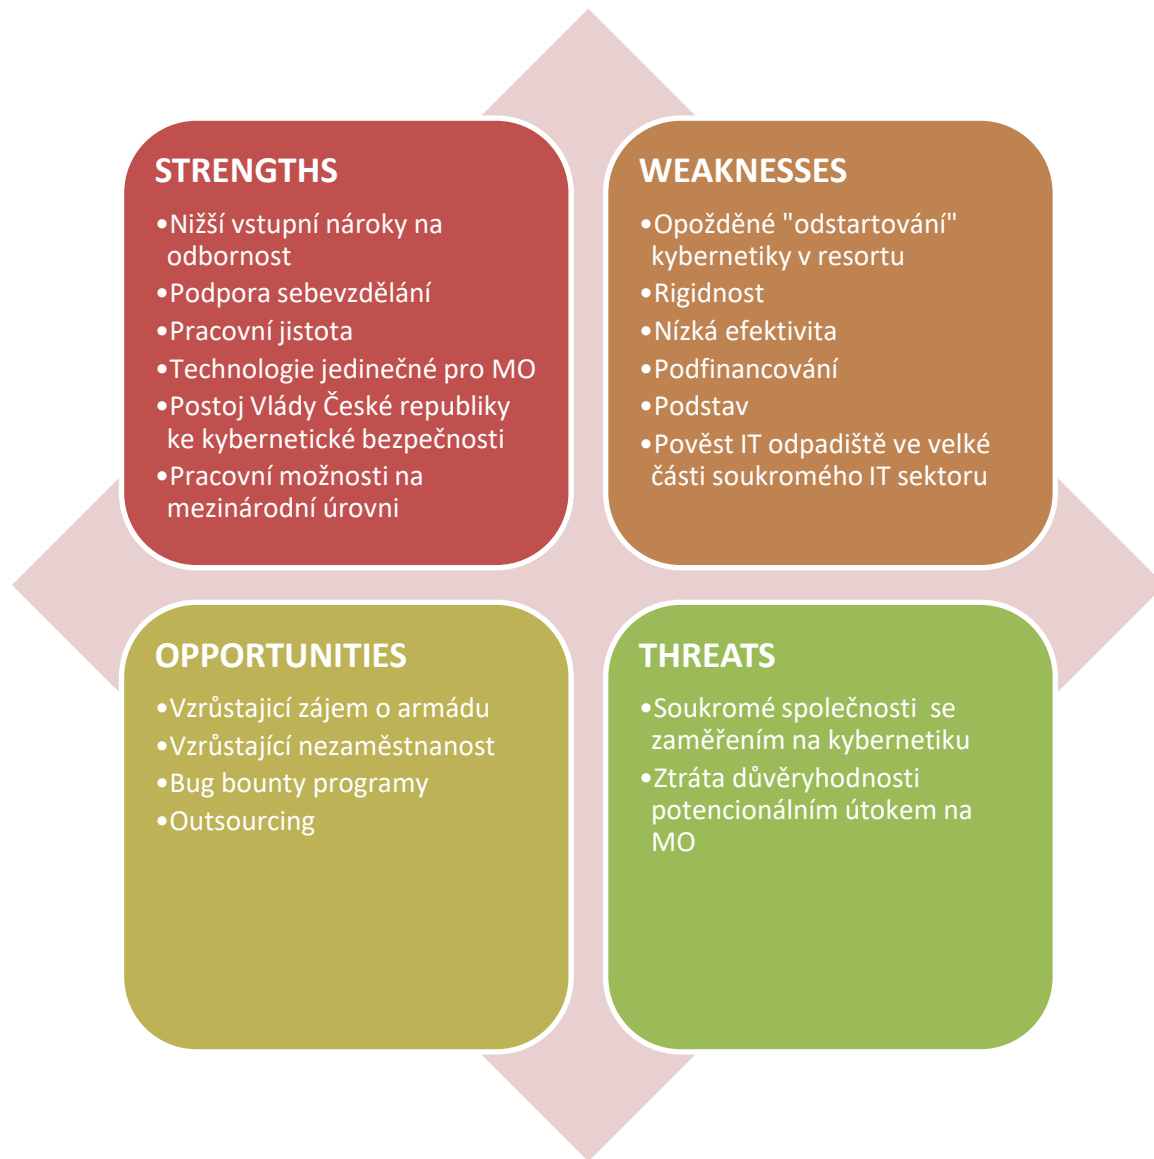 STRENGTHS
•Nižší vstupní nároky na
odbornost
•Podpora sebevzdělání
•Pracovní jistota
•Technologie jedinečné pro MO
•Postoj Vlády České republiky
ke kybernetické bezpečnosti
•Pracovní možnosti na
mezinárodní úrovni
WEAKNESSES
•Opožděné "odstartování"
kybernetiky v resortu
•Rigidnost
•Nízká efektivita
•Podfinancování
•Podstav
•Pověst IT odpadiště ve velké
části soukromého IT sektoru
OPPORTUNITIES
•Vzrůstajicí zájem o armádu
•Vzrůstající nezaměstnanost
•Bug bounty programy
•Outsourcing
THREATS
•Soukromé společnosti  se
zaměřením na kybernetiku
•Ztráta důvěryhodnosti
potencionálním útokem na
MO